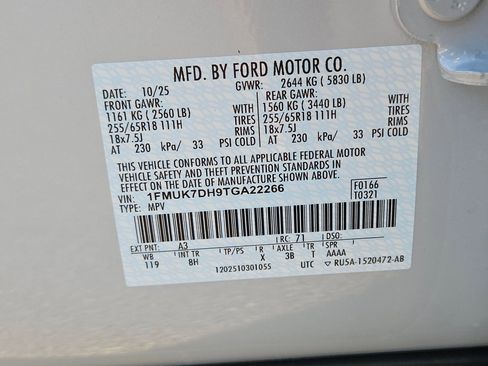 MFD. BY FORD MOTOR CO.
DATE: 10/25 GVWR: 2644 KG (5830 LB)
FRONT GAWR: REAR GAWR:
1161 KG (2560 LB) WITH 1560 KG (3440 LB) WITH
255/65R18 111H TIRES 255/65R18 111H TIRES
18x7.5J RIMS 18x7.5J RIMS
AT 230 kPa/ 33 PSI COLD AT 230 kPa/ 33 PSI COLD
THIS VEHICLE CONFORMS TO ALL APPLICABLE FEDERAL MOTOR
VEHICLE SAFETY AND THEFT PREVENTION STANDARDS IN
EFFECT ON THE DATE OF MANUFACTURE SHOWN ABOVE.
VIN: 1FMUK7DH9TGA22266 F0166
TYPE: MPV T0321
EXT PNT: A3 RC: 71 DSO:
WB INT TR TP/PS R AXLE TR SPR
119 8H X 3B T AAAA
1202510301055 UTC RU5A-1520472-AB